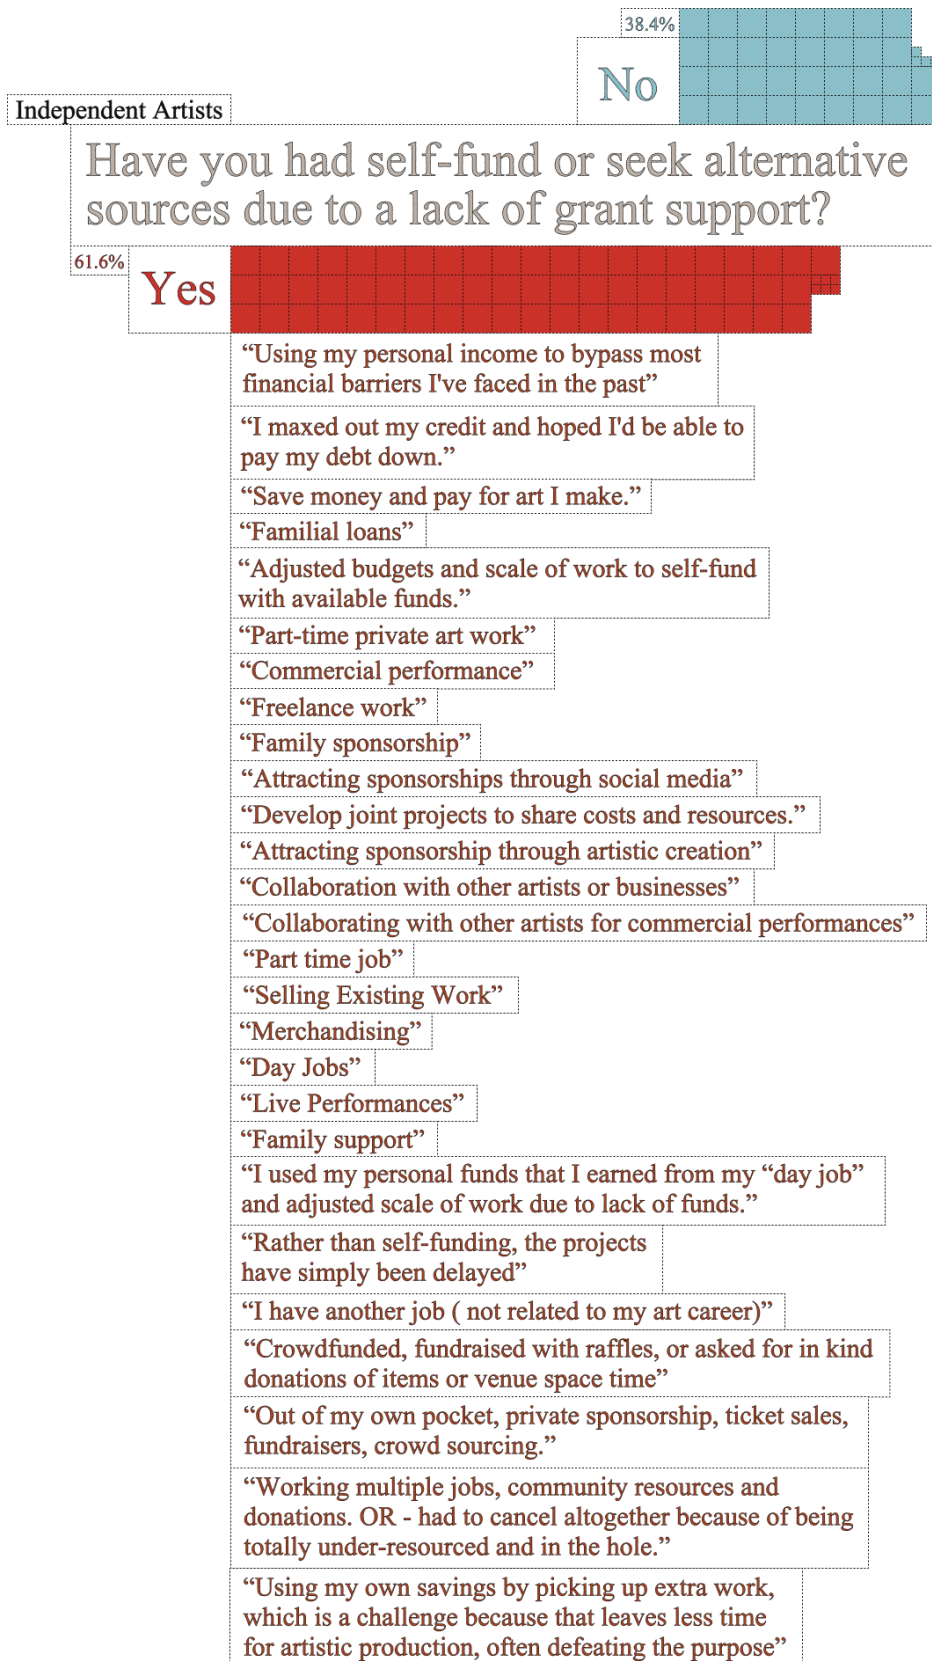 38.4%
No
Independent Artists
Have you had self-fund or seek alternative
sources due to a lack of grant support?
61.6%
Yes
“Using my personal income to bypass most
financial barriers I've faced in the past”
“I maxed out my credit and hoped I'd be able to
pay my debt down.”
“Save money and pay for art I make.”
“Familial loans”
“Adjusted budgets and scale of work to self-fund
with available funds.”
“Part-time private art work”
“Commercial performance”
“Freelance work”
“Family sponsorship”
“Attracting sponsorships through social media”
“Develop joint projects to share costs and resources.”
“Attracting sponsorship through artistic creation”
“Collaboration with other artists or businesses”
“Collaborating with other artists for commercial performances”
“Part time job”
“Selling Existing Work”
“Merchandising”
“Day Jobs”
“Live Performances”
“Family support”
“I used my personal funds that I earned from my “day job”
and adjusted scale of work due to lack of funds.”
“Rather than self-funding, the projects
have simply been delayed”
“I have another job ( not related to my art career)”
“Crowdfunded, fundraised with raffles, or asked for in kind
donations of items or venue space time”
“Out of my own pocket, private sponsorship, ticket sales,
fundraisers, crowd sourcing.”
“Working multiple jobs, community resources and
donations. OR - had to cancel altogether because of being
totally under-resourced and in the hole.”
“Using my own savings by picking up extra work,
which is a challenge because that leaves less time
for artistic production, often defeating the purpose”